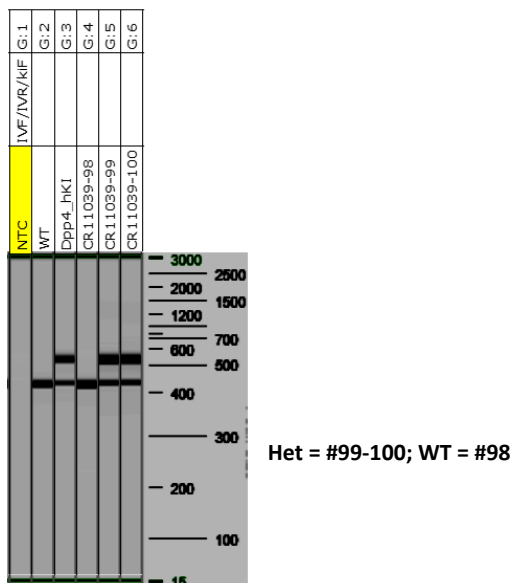 G:1
G:2
G:3
G:4
G:5
G:6
IVF/IVR/kiF
NTC
WT
Dpp4_hKI
CR11039-98
CR11039-99
CR11039-100
3000
2500
2000
1500
1200
700
600
500
400
300
200
100
15
Het = #99-100; WT = #98